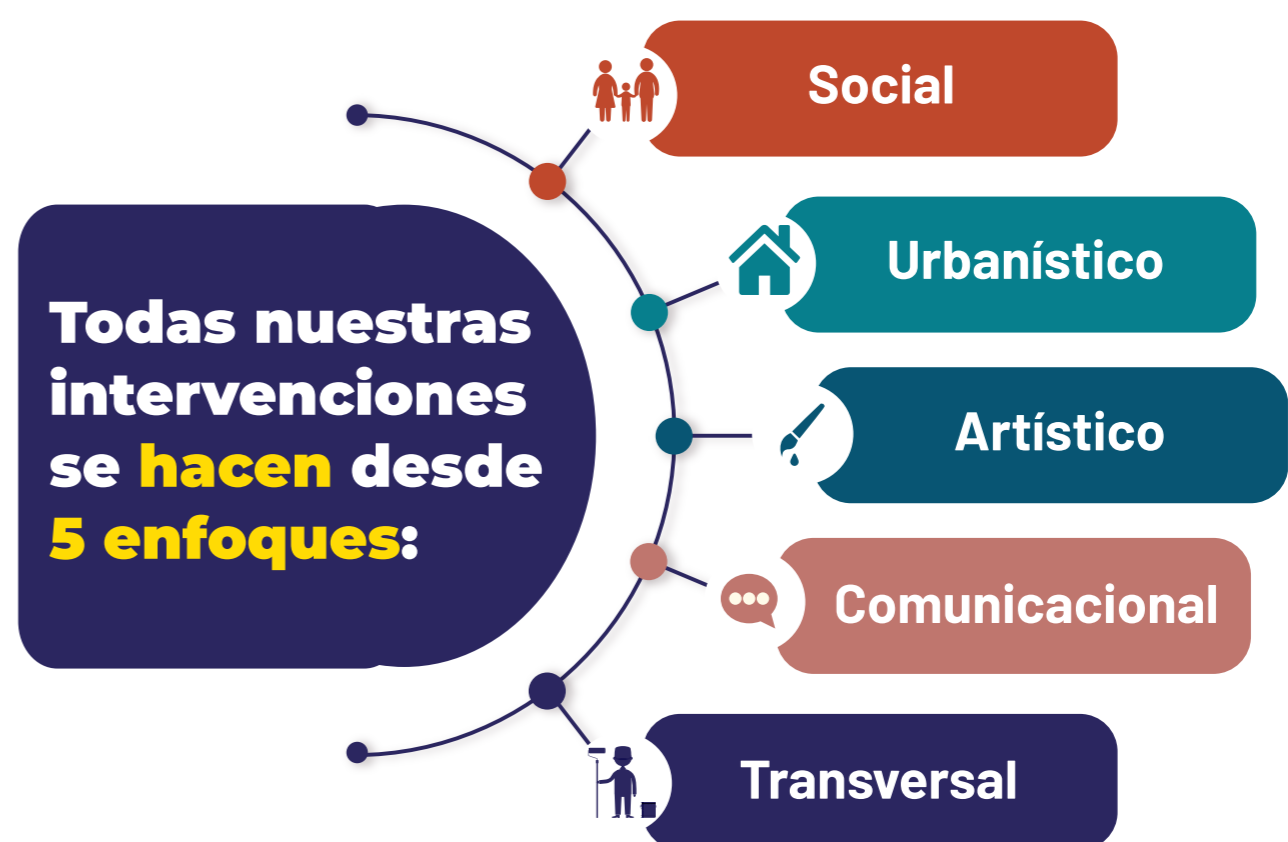 Todas nuestras
intervenciones
se hacen desde
5 enfoques:
Social
Urbanístico
Artístico
Comunicacional
Transversal